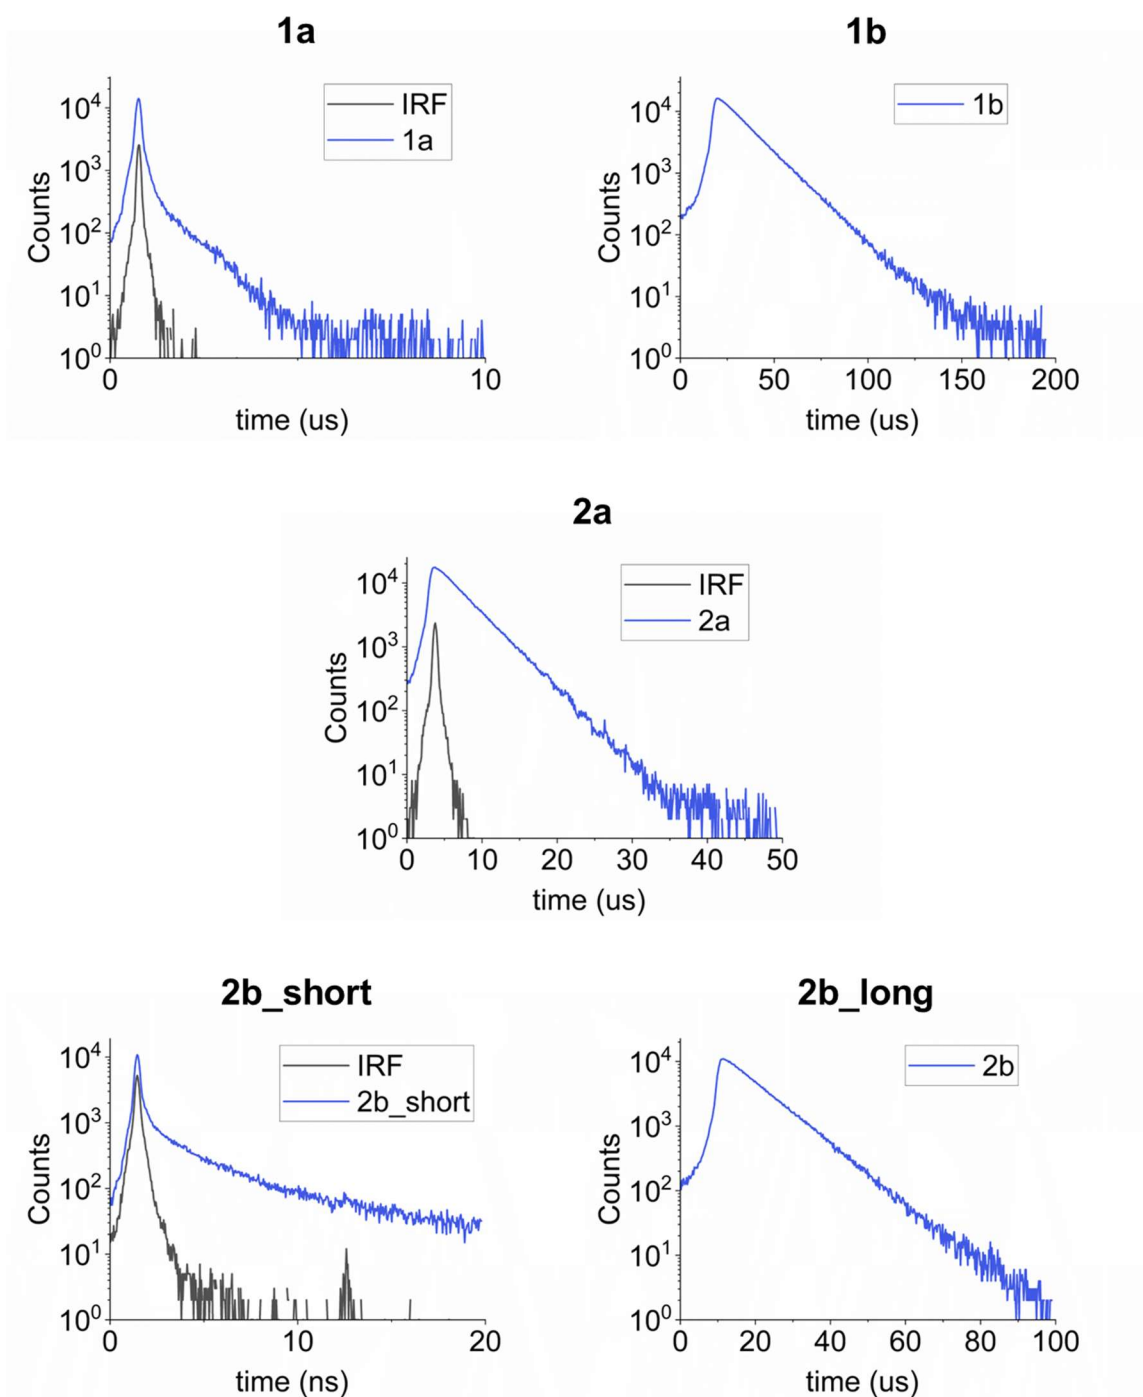 1a
1b
10⁴
10³
10²
10¹
10⁰
Counts
IRF
1a
0
10
time (us)
10⁴
10³
10²
10¹
10⁰
Counts
1b
0 50 100 150 200
time (us)
2a
10⁴
10³
10²
10¹
10⁰
Counts
IRF
2a
0 10 20 30 40 50
time (us)
2b_short
2b_long
10⁴
10³
10²
10¹
10⁰
Counts
IRF
2b_short
0 10 20
time (ns)
10⁴
10³
10²
10¹
10⁰
Counts
2b
0 20 40 60 80 100
time (us)